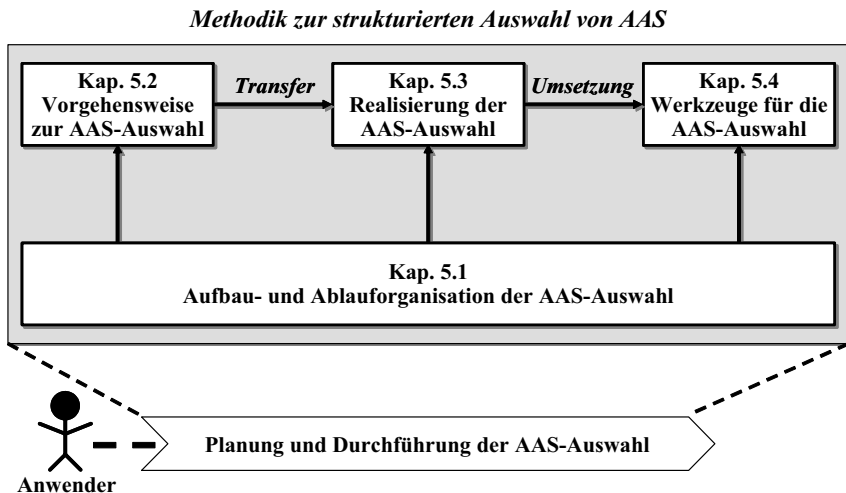 Methodik zur strukturierten Auswahl von AAS
Kap. 5.2
Vorgehensweise
zur AAS-Auswahl
Transfer
Kap. 5.3
Realisierung der
AAS-Auswahl
Umsetzung
Kap. 5.4
Werkzeuge für die
AAS-Auswahl
Kap. 5.1
Aufbau- und Ablauforganisation der AAS-Auswahl
Planung und Durchführung der AAS-Auswahl
Anwender